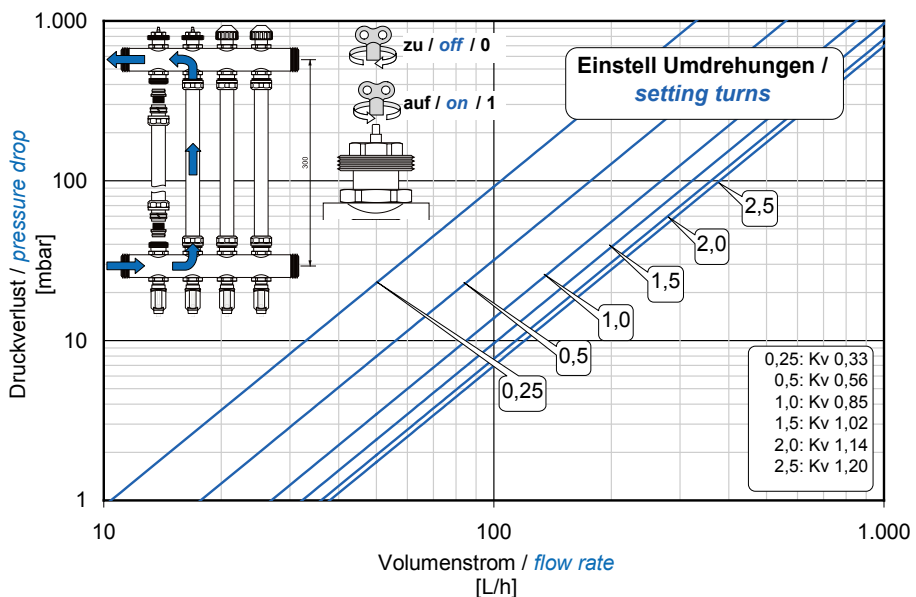 Druckverlust / pressure drop
[mbar]
1.000
100
10
1
zu / off / 0
auf / on / 1
300
Einstell Umdrehungen /
setting turns
2,5
2,0
1,5
1,0
0,5
0,25
0,25: Kv 0,33
0,5: Kv 0,56
1,0: Kv 0,85
1,5: Kv 1,02
2,0: Kv 1,14
2,5: Kv 1,20
10
100
1.000
Volumenstrom / flow rate
[L/h]